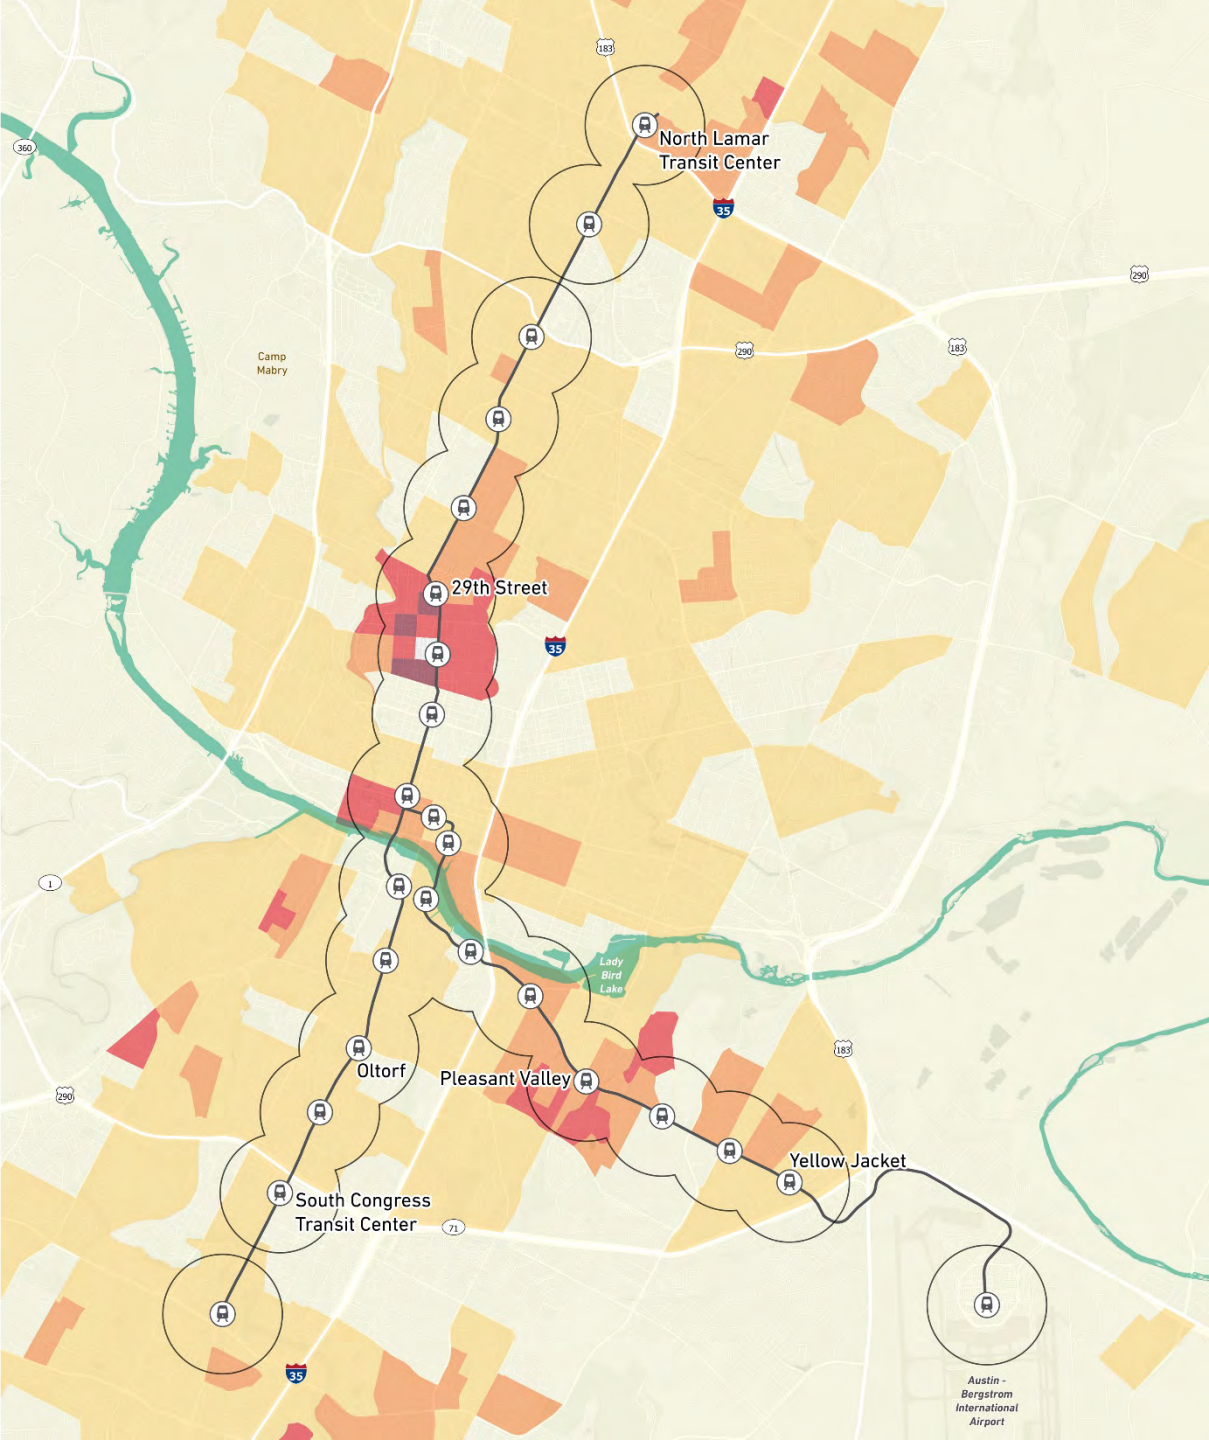 183
North Lamar
Transit Center
360
35
290
290
183
Camp
Mabry
29th Street
35
1
Lady
Bird
Lake
183
Oltorf
Pleasant Valley
290
Yellow Jacket
South Congress
Transit Center
71
35
Austin -
Bergstrom
International
Airport